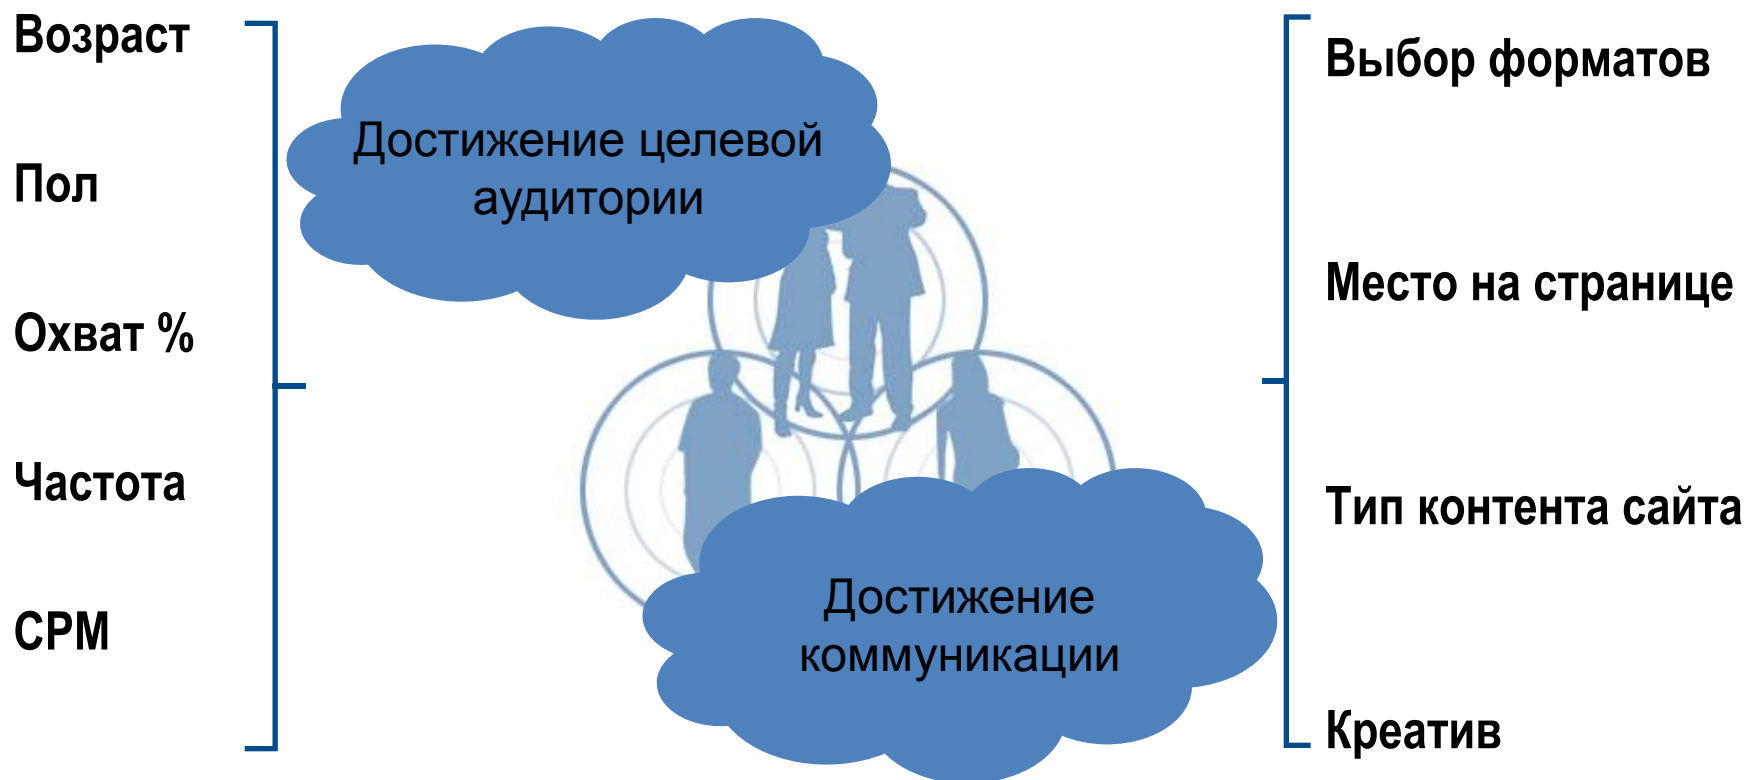 Возраст
Пол
Охват %
Частота
CPM
Достижение целевой
аудитории
Достижение
коммуникации
Выбор форматов
Место на странице
Тип контента сайта
Креатив